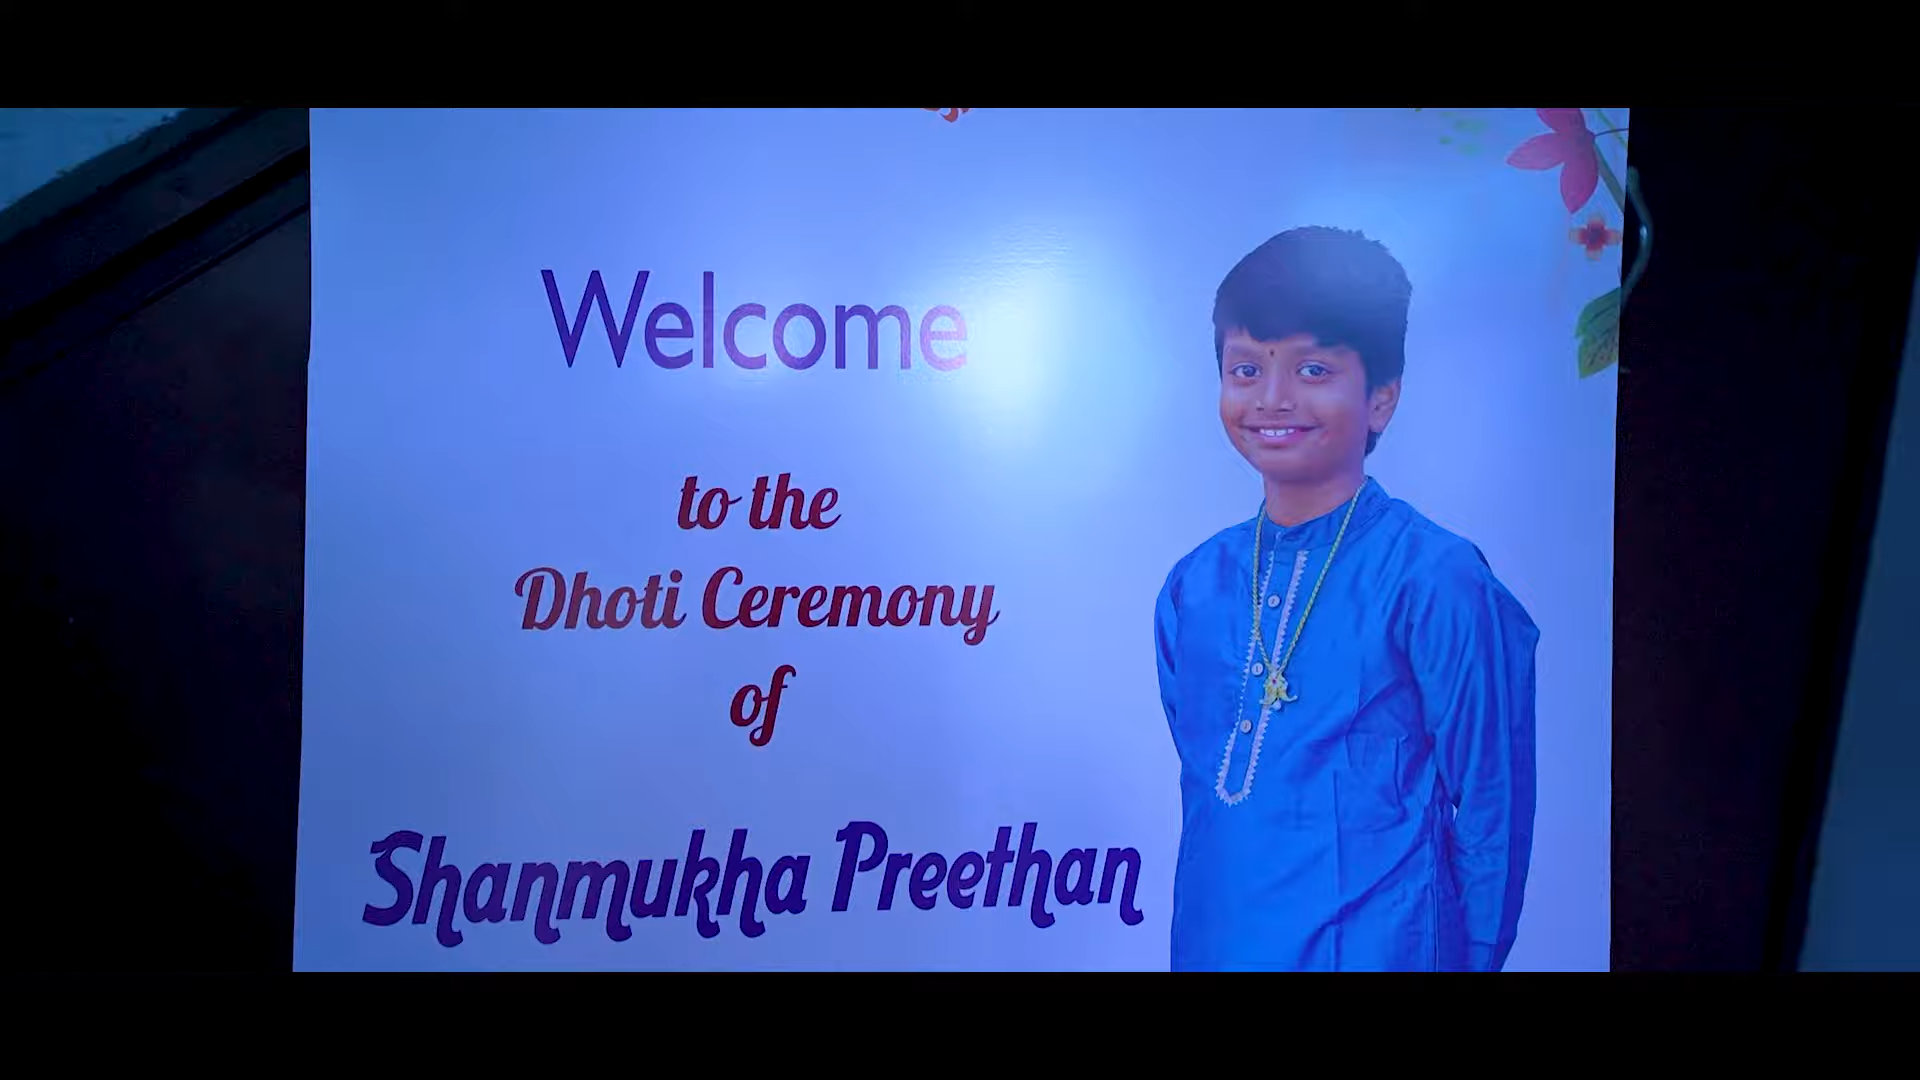 Welcome
to the
Dhoti Ceremony
of
Shanmukha Preethan